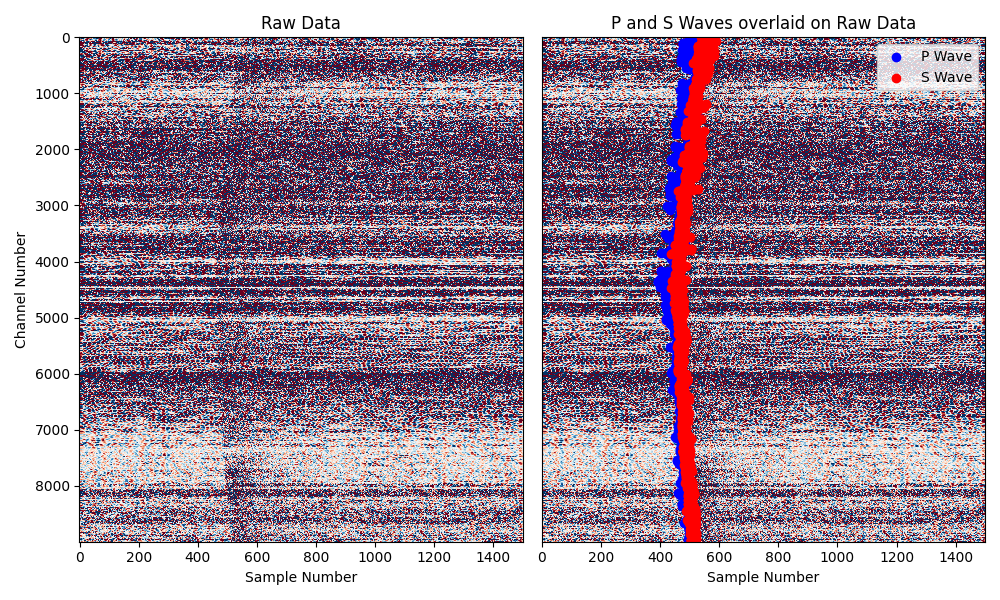 Raw Data
0
1000
2000
3000
4000
5000
6000
7000
8000
Channel Number
0 200 400 600 800 1000 1200 1400
Sample Number
P and S Waves overlaid on Raw Data
P Wave
S Wave
0 200 400 600 800 1000 1200 1400
Sample Number